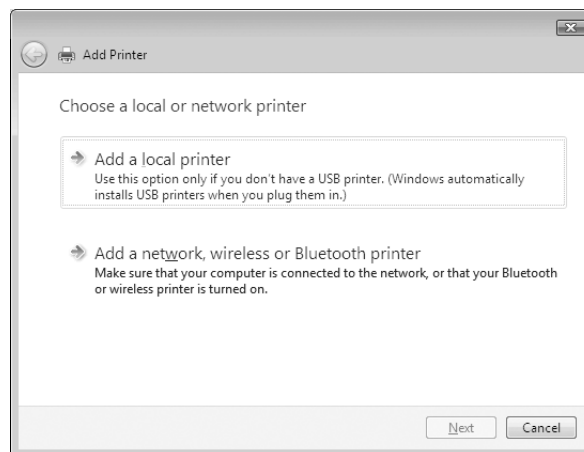 Add Printer
Choose a local or network printer
Add a local printer
Use this option only if you don't have a USB printer. (Windows automatically
installs USB printers when you plug them in.)
Add a network, wireless or Bluetooth printer
Make sure that your computer is connected to the network, or that your Bluetooth
or wireless printer is turned on.
Next Cancel